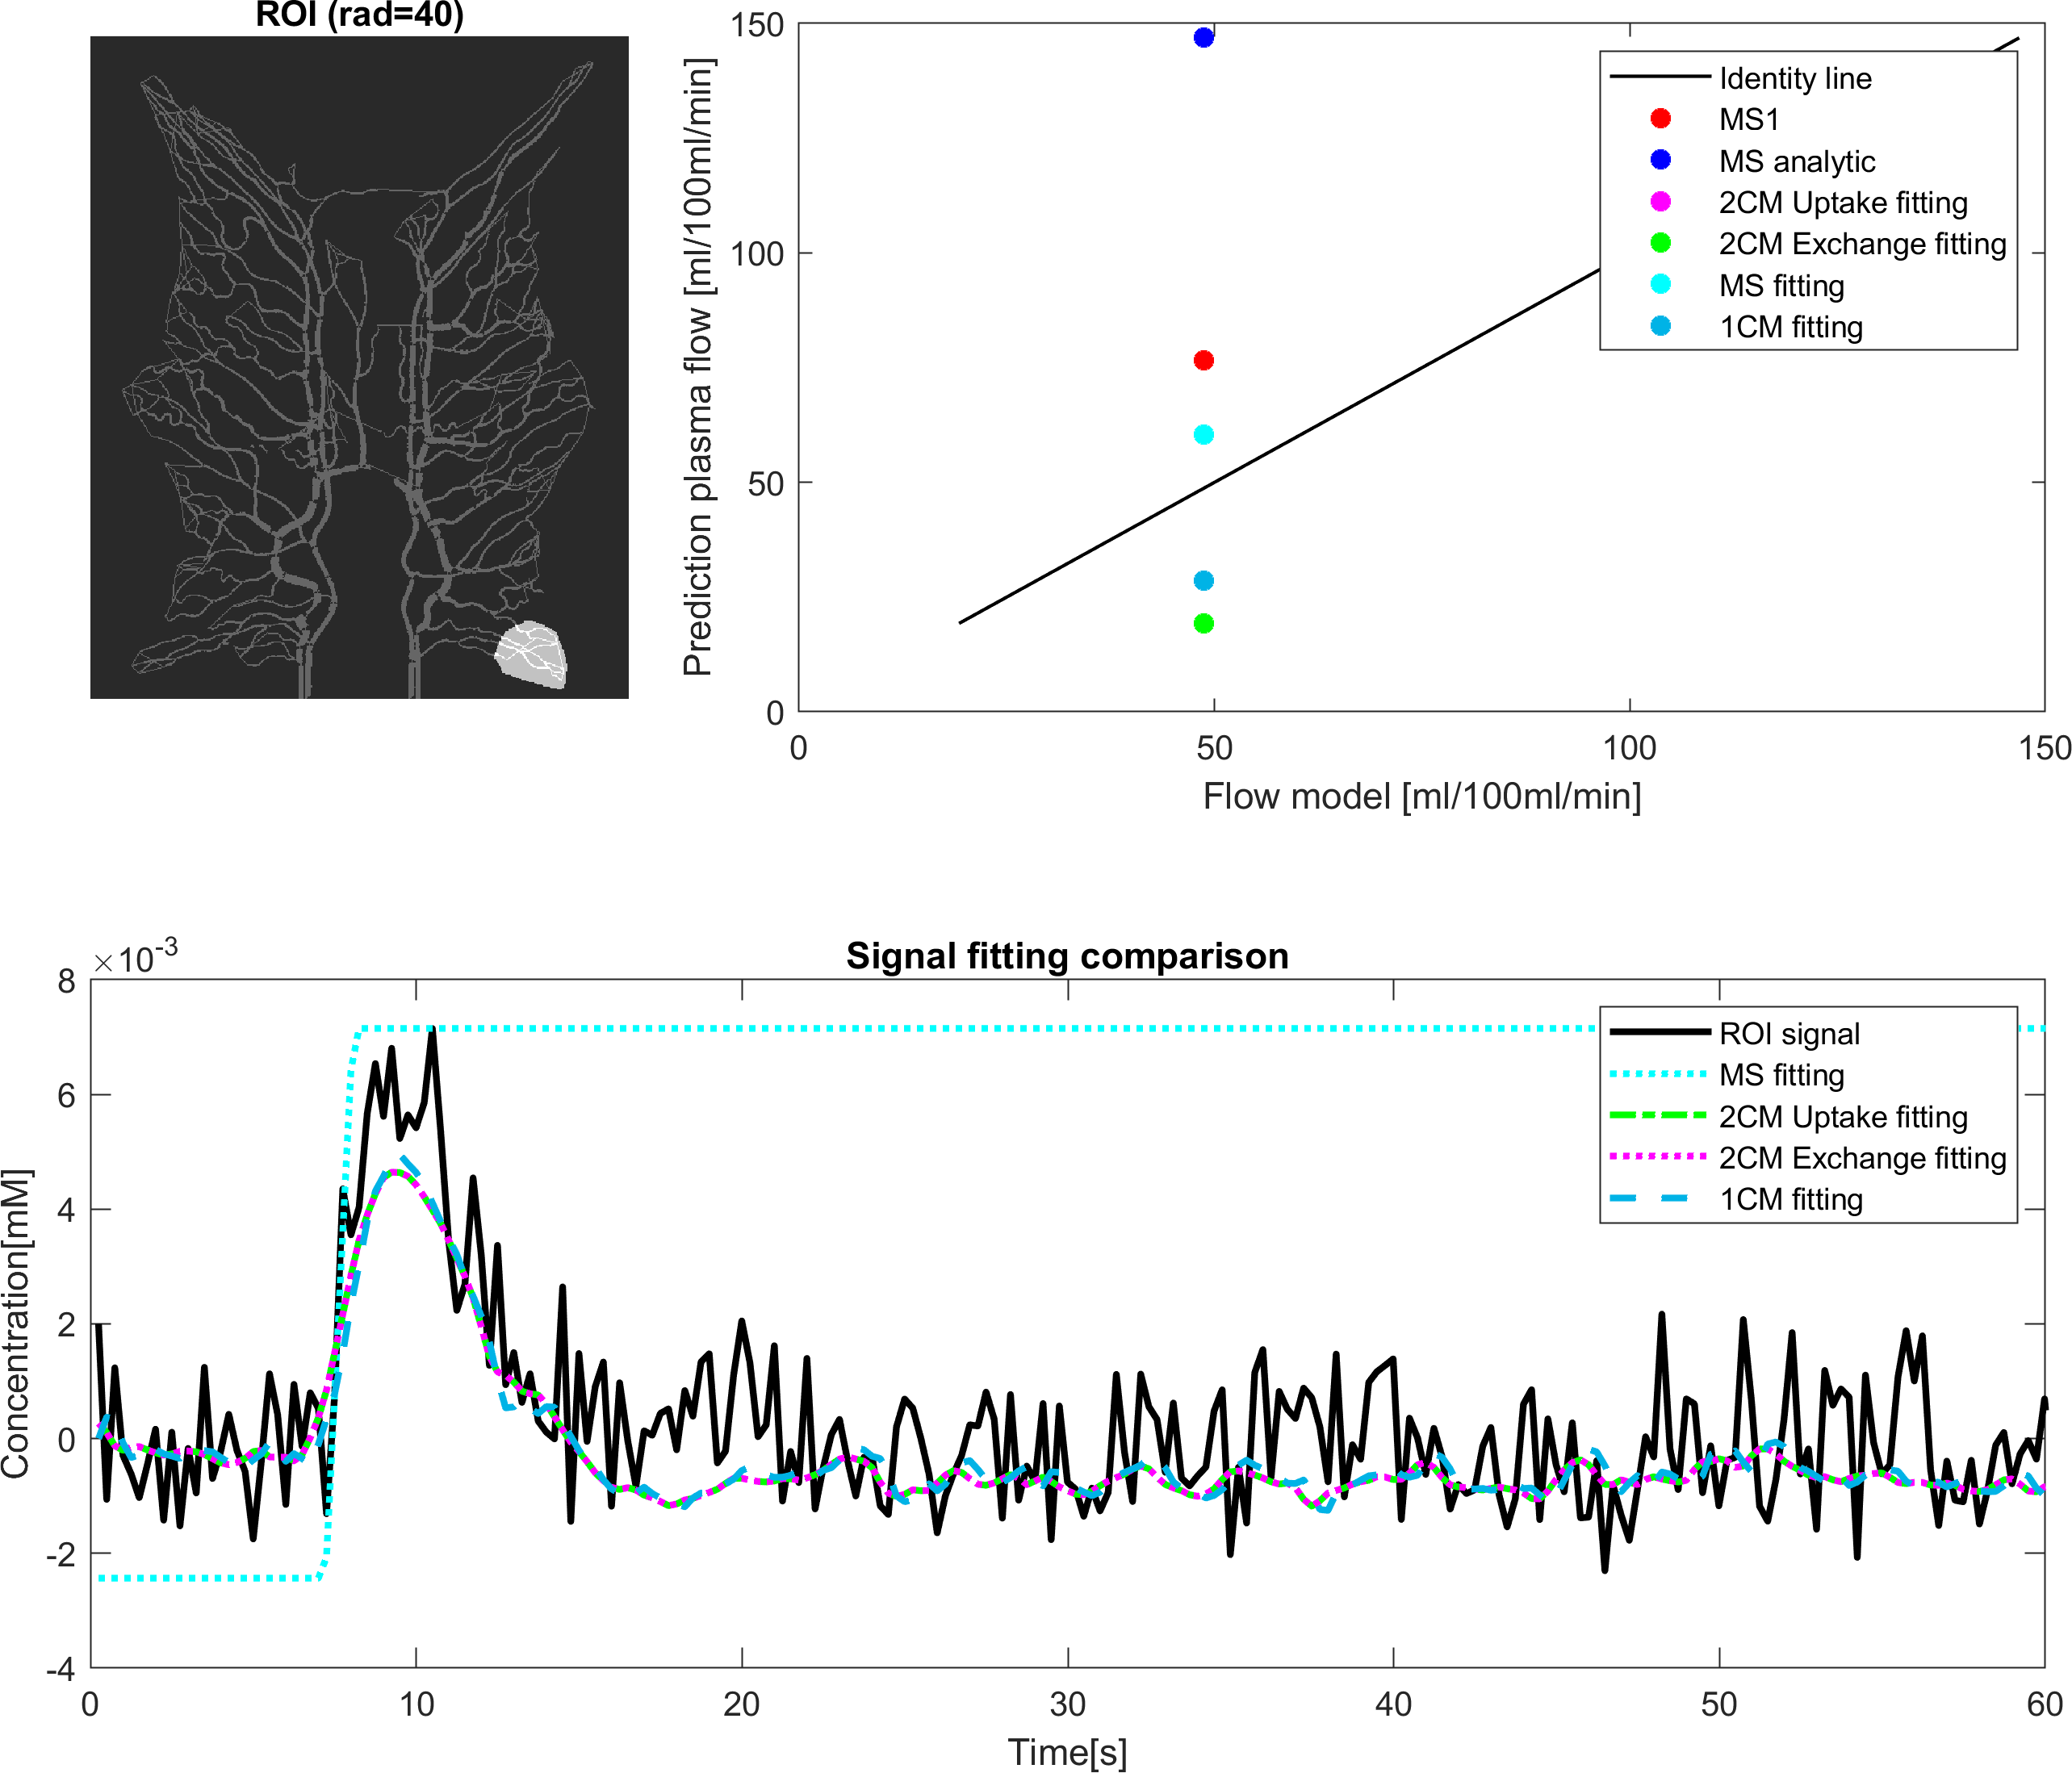 ROI (rad=40)
150
100
50
0
Prediction plasma flow [ml/100ml/min]
0 50 100 150
Flow model [ml/100ml/min]
Identity line
MS1
MS analytic
2CM Uptake fitting
2CM Exchange fitting
MS fitting
1CM fitting
Signal fitting comparison
×10-3
8
6
4
2
0
-2
-4
Concentration[mM]
0 10 20 30 40 50 60
Time[s]
ROI signal
MS fitting
2CM Uptake fitting
2CM Exchange fitting
1CM fitting